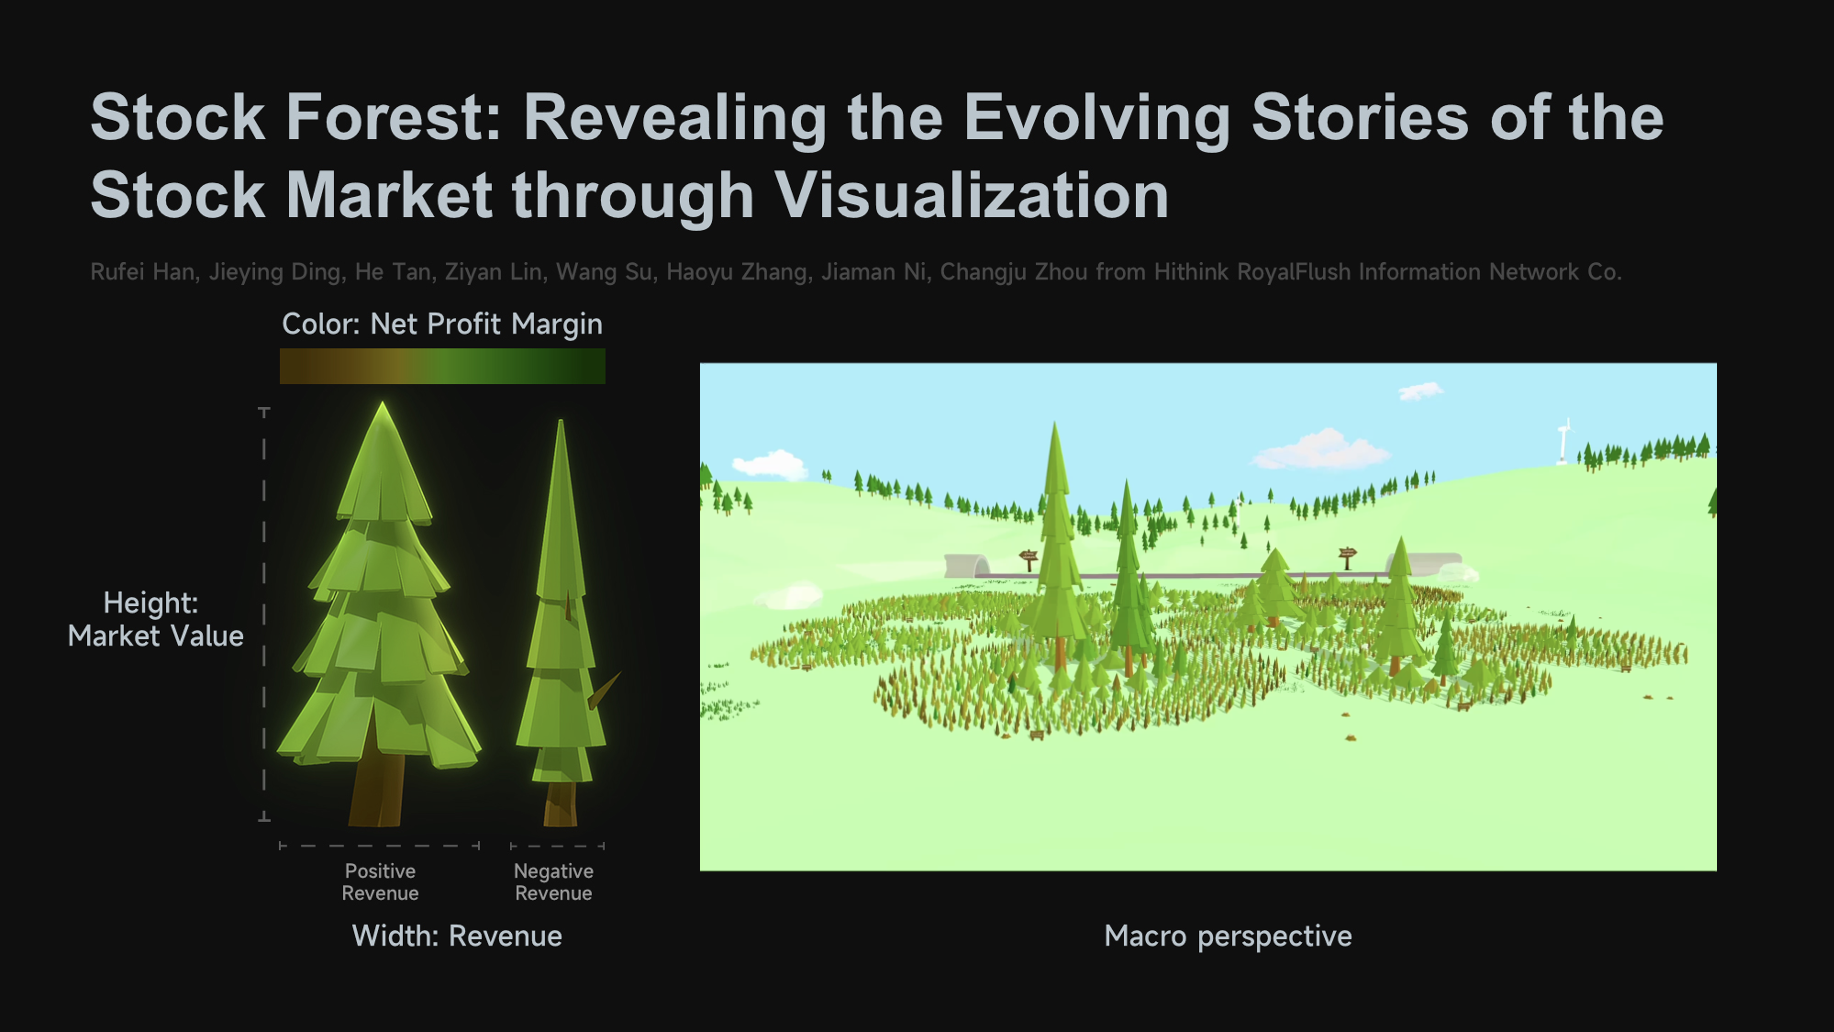 Stock Forest: Revealing the Evolving Stories of the
Stock Market through Visualization
Rufei Han, Jieying Ding, He Tan, Ziyan Lin, Wang Su, Haoyu Zhang, Jiaman Ni, Changju Zhou from Hithink RoyalFlush Information Network Co.
Color: Net Profit Margin
Height:
Market Value
Positive
Revenue
Negative
Revenue
Width: Revenue
Macro perspective